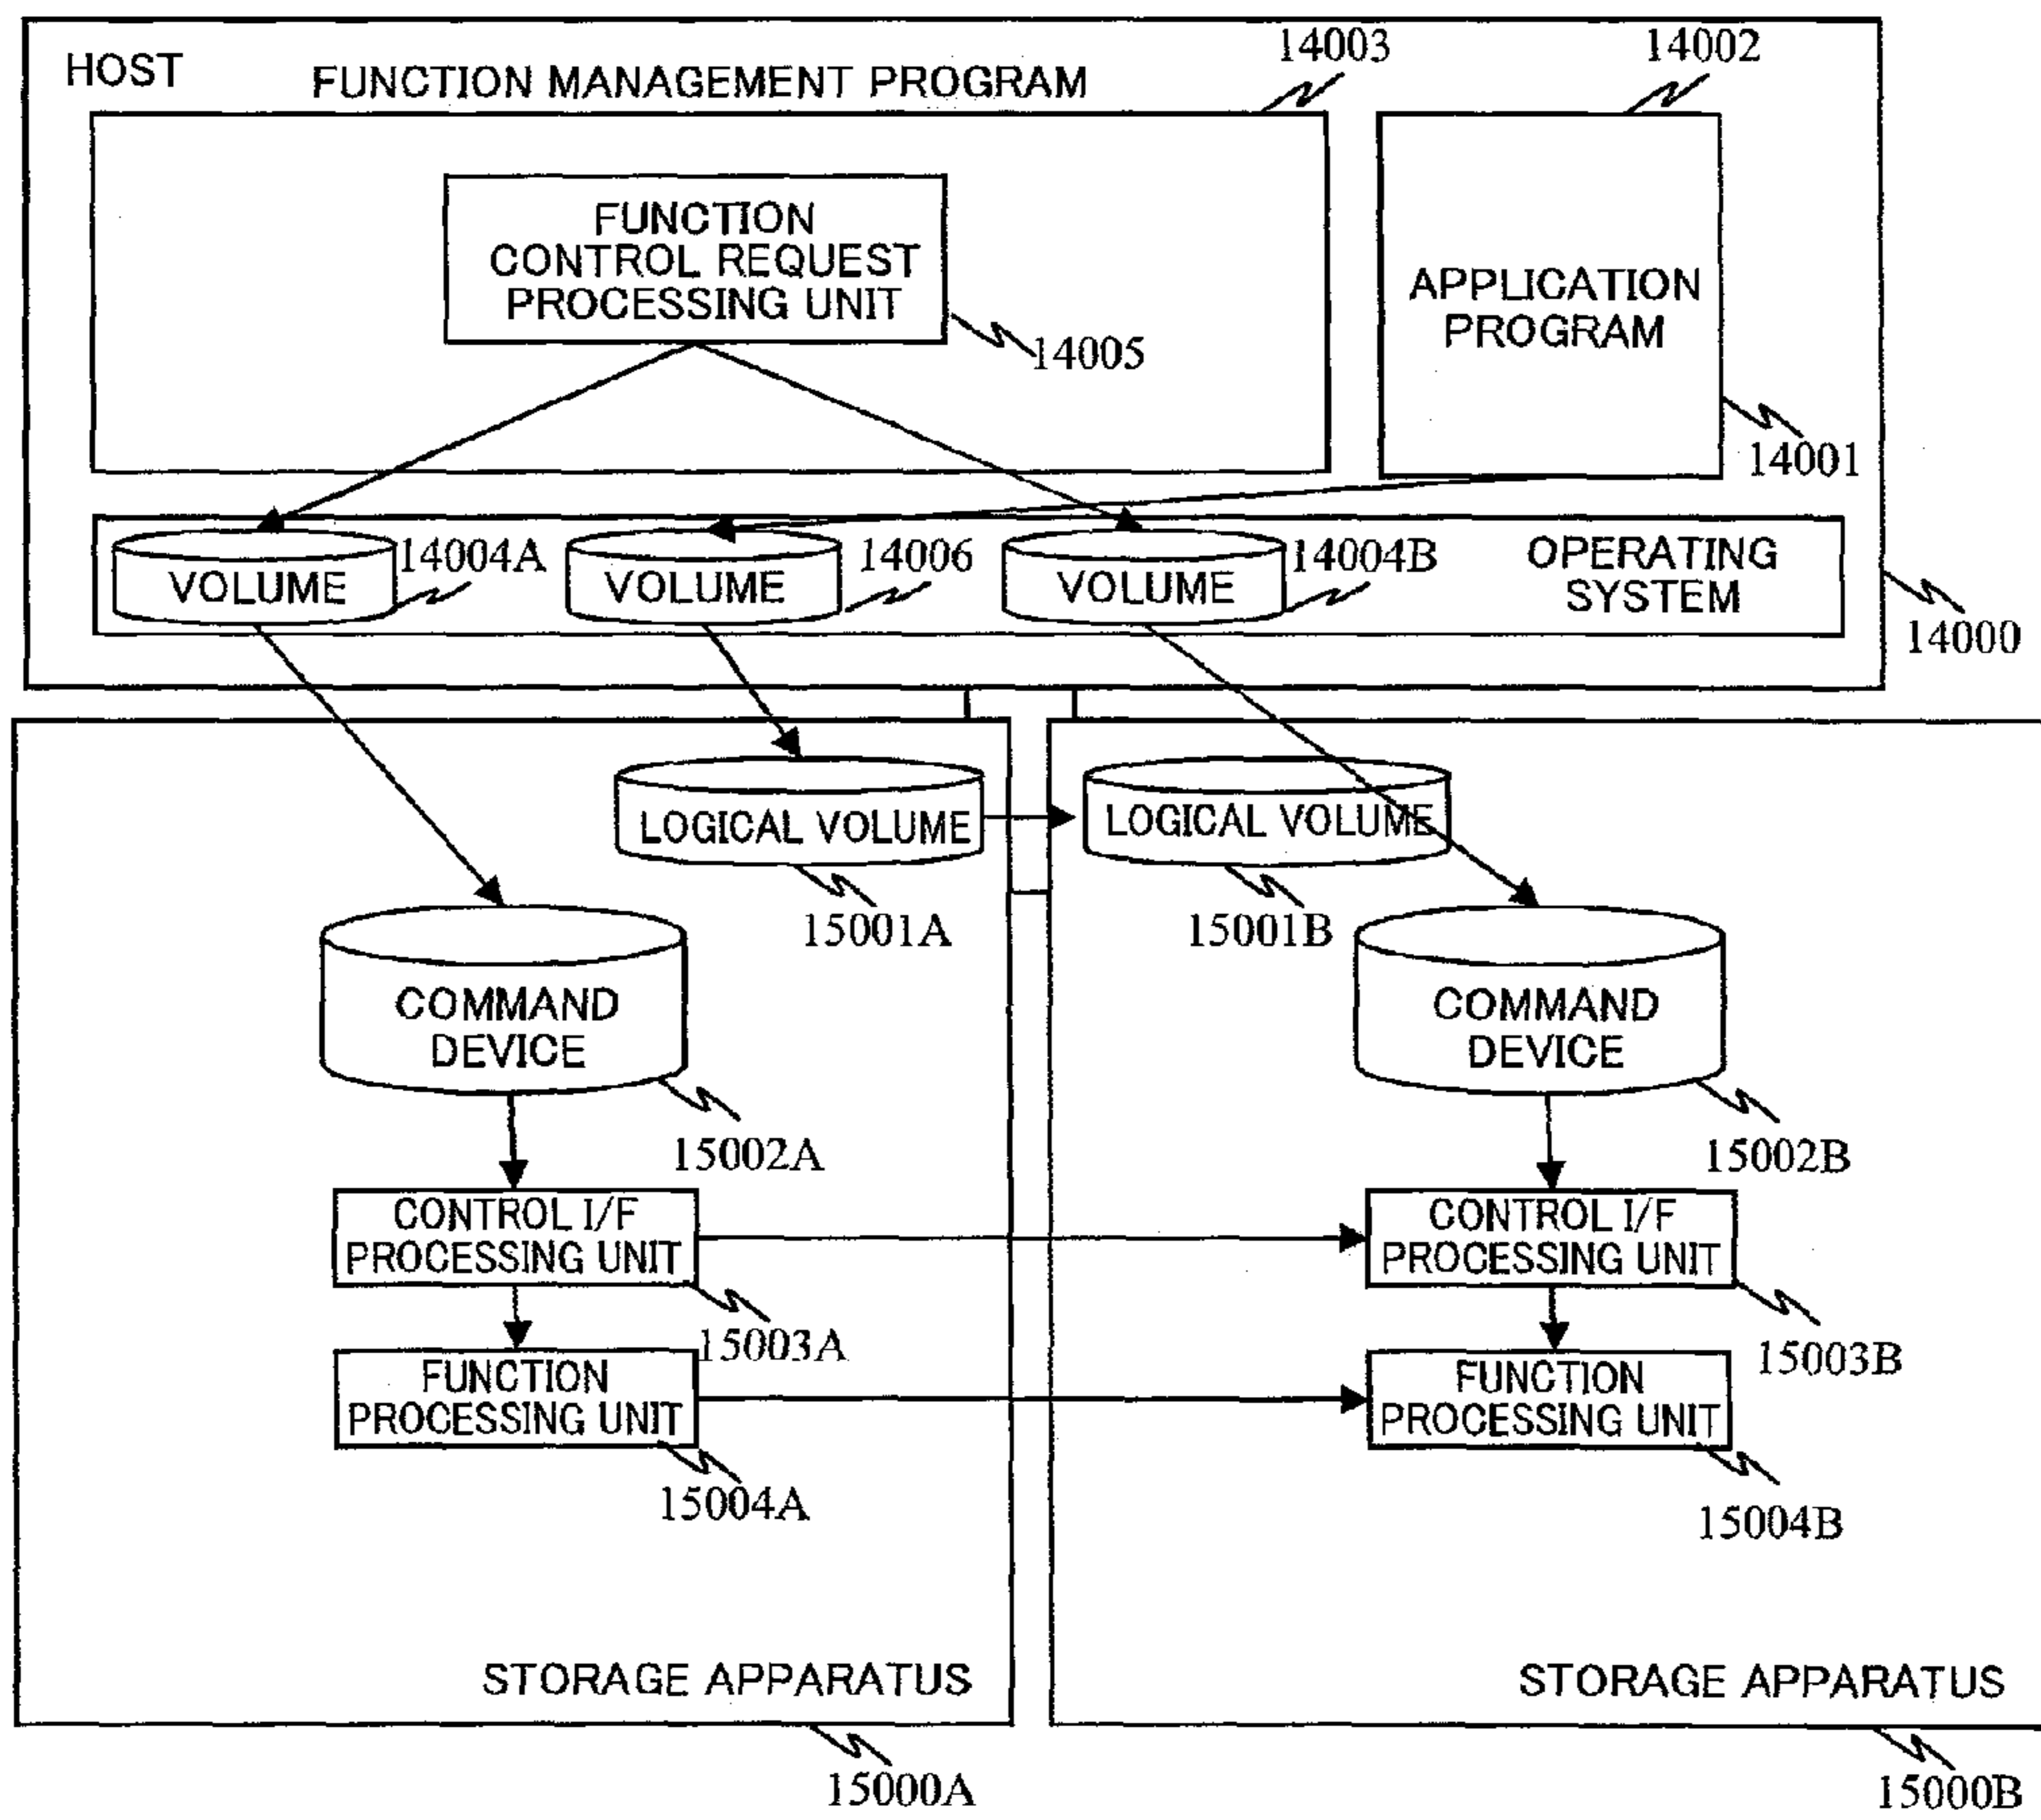 HOST
FUNCTION MANAGEMENT PROGRAM
14003
14002
FUNCTION
CONTROL REQUEST
PROCESSING UNIT
14005
APPLICATION
PROGRAM
14001
VOLUME
14004A
VOLUME
14006
VOLUME
14004B
OPERATING
SYSTEM
14000
LOGICAL VOLUME
15001A
LOGICAL VOLUME
15001B
COMMAND
DEVICE
15002A
COMMAND
DEVICE
15002B
CONTROL I/F
PROCESSING UNIT
15003A
CONTROL I/F
PROCESSING UNIT
15003B
FUNCTION
PROCESSING UNIT
15004A
FUNCTION
PROCESSING UNIT
15004B
STORAGE APPARATUS
15000A
STORAGE APPARATUS
15000B